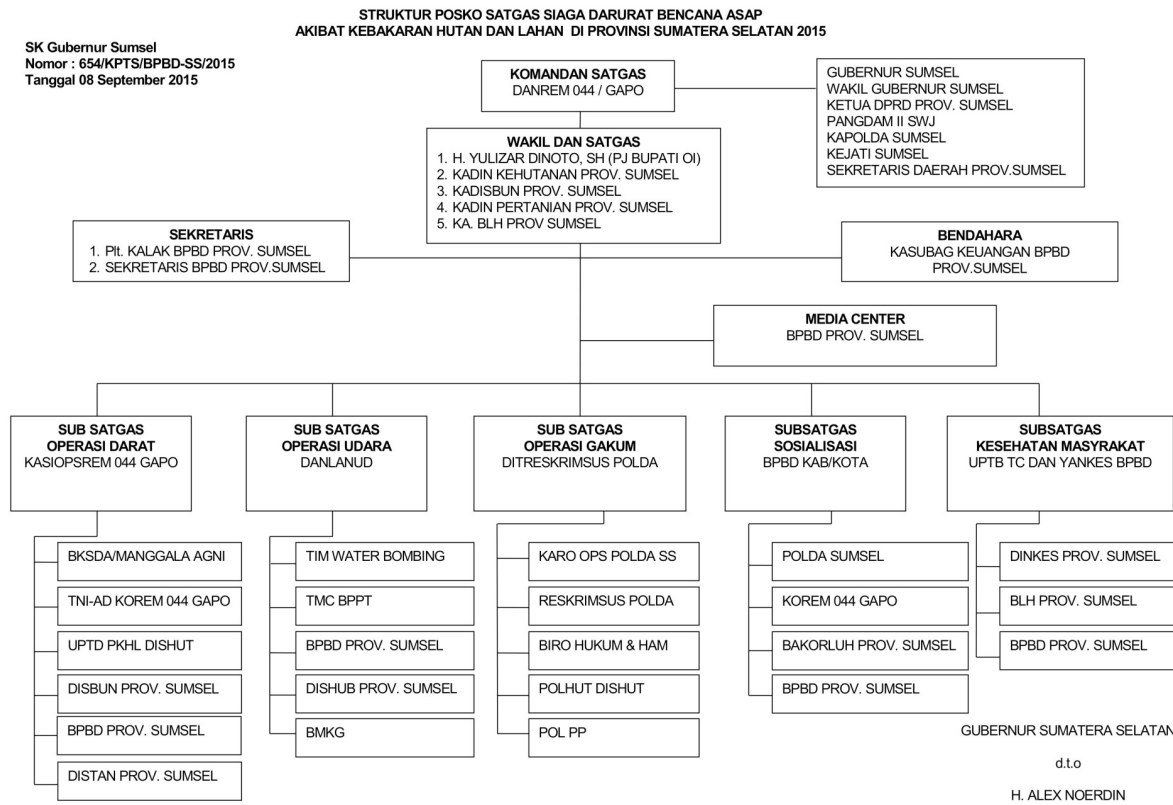 STRUKTUR POSKO SATGAS SIAGA DARURAT BENCANA ASAP
AKIBAT KEBAKARAN HUTAN DAN LAHAN DI PROVINSI SUMATERA SELATAN 2015
SK Gubernur Sumsel
Nomor : 654/KPTS/BPBD-SS/2015
Tanggal 08 September 2015
KOMANDAN SATGAS
DANREM 044 / GAPO
GUBERNUR SUMSEL
WAKIL GUBERNUR SUMSEL
KETUA DPRD PROV. SUMSEL
PANGDAM II SWJ
KAPOLDA SUMSEL
KEJATI SUMSEL
SEKRETARIS DAERAH PROV.SUMSEL
WAKIL DAN SATGAS
1. H. YULIZAR DINOTO, SH (PJ BUPATI OI)
2. KADIN KEHUTANAN PROV. SUMSEL
3. KADISBUN PROV. SUMSEL
4. KADIN PERTANIAN PROV. SUMSEL
5. KA. BLH PROV SUMSEL
SEKRETARIS
1. Plt. KALAK BPBD PROV. SUMSEL
2. SEKRETARIS BPBD PROV.SUMSEL
BENDAHARA
KASUBAG KEUANGAN BPBD
PROV.SUMSEL
MEDIA CENTER
BPBD PROV. SUMSEL
SUB SATGAS
OPERASI DARAT
KASIOPSREM 044 GAPO
BKSDA/MANGGALA AGNI
TNI-AD KOREM 044 GAPO
UPTD PKHL DISHUT
DISBUN PROV. SUMSEL
BPBD PROV. SUMSEL
DISTAN PROV. SUMSEL
SUB SATGAS
OPERASI UDARA
DANLANUD
TIM WATER BOMBING
TMC BPPT
BPBD PROV. SUMSEL
DISHUB PROV. SUMSEL
BMKG
SUB SATGAS
OPERASI GAKUM
DITRESKRIMSUS POLDA
KARO OPS POLDA SS
RESKRIMSUS POLDA
BIRO HUKUM & HAM
POLHUT DISHUT
POL PP
SUBSATGAS
SOSIALISASI
BPBD KAB/KOTA
POLDA SUMSEL
KOREM 044 GAPO
BAKORLUH PROV. SUMSEL
BPBD PROV. SUMSEL
SUBSATGAS
KESEHATAN MASYRAKAT
UPTB TC DAN YANKES BPBD
DINKES PROV. SUMSEL
BLH PROV. SUMSEL
BPBD PROV. SUMSEL
GUBERNUR SUMATERA SELATAN
d.t.o
H. ALEX NOERDIN